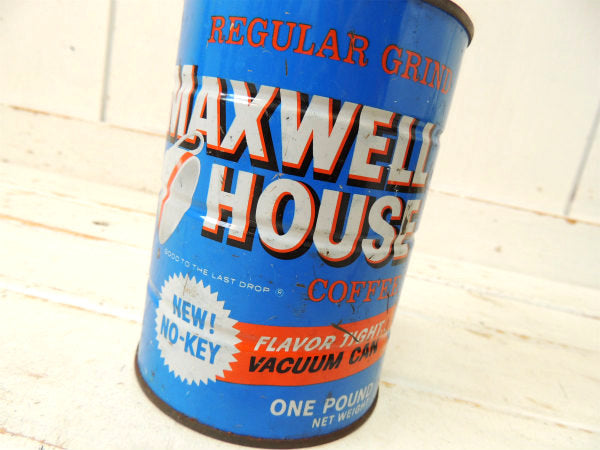 REGULAR GRIND
MAXWELL
HOUSE
GOOD TO THE LAST DROP ®
COFFEE
NEW!
NO-KEY
FLAVOR TIGHT
VACUUM CAN
ONE POUND
NET WEIGHT